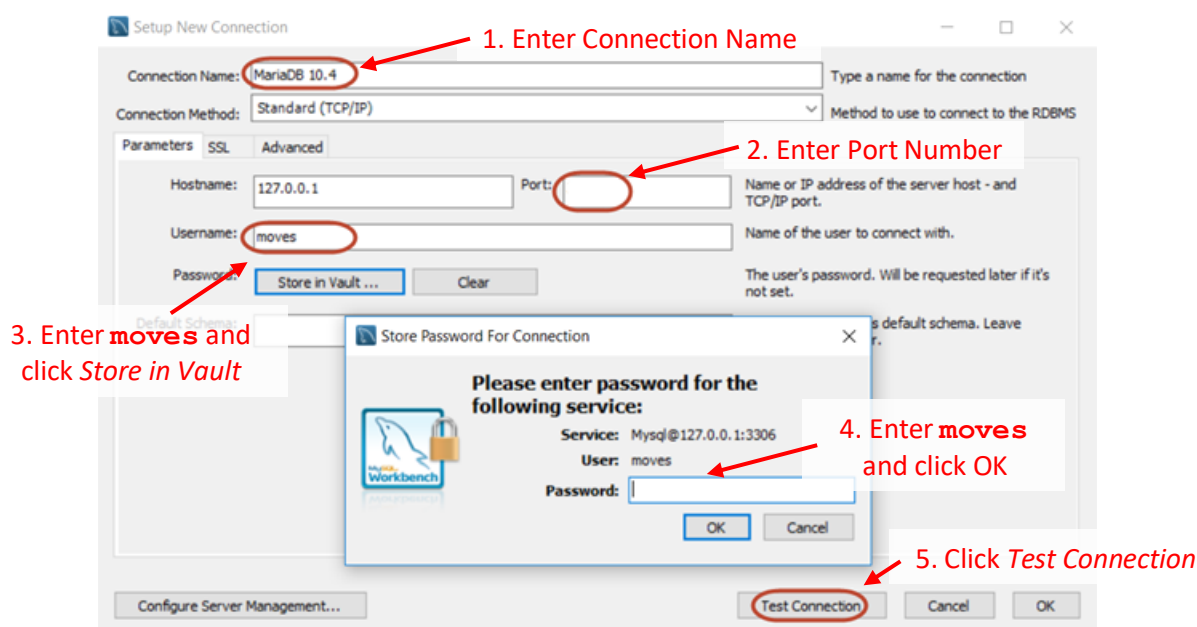 Setup New Connection
1. Enter Connection Name
Connection Name: MariaDB 10.4 Type a name for the connection
Connection Method: Standard (TCP/IP) Method to use to connect to the RDBMS
Parameters SSL Advanced
2. Enter Port Number
Hostname: 127.0.0.1 Port: Name or IP address of the server host - and
TCP/IP port.
Username: moves Name of the user to connect with.
Password: Store in Vault ... Clear The user's password. Will be requested later if it's
not set.
3. Enter moves and
click Store in Vault
Default Schema: s default schema. Leave
r.
Store Password For Connection
Please enter password for the
following service:
Service: Mysql@127.0.0.1:3306
User: moves
Password:
OK Cancel
MySQL
Workbench
4. Enter moves
and click OK
5. Click Test Connection
Configure Server Management... Test Connection Cancel OK